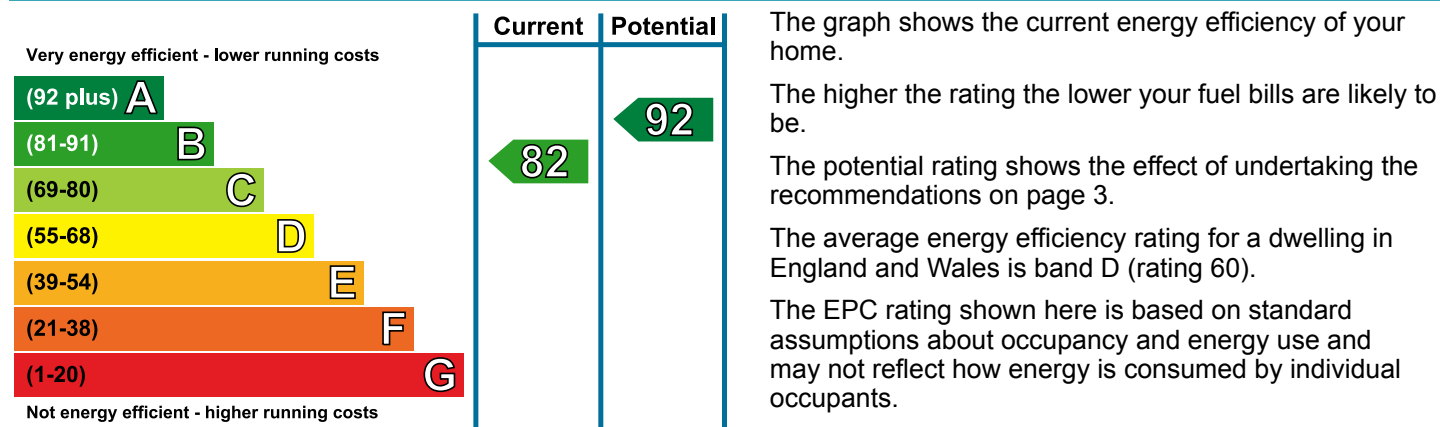 Current Potential
Very energy efficient - lower running costs
(92 plus) A
(81-91) B
(69-80) C
(55-68) D
(39-54) E
(21-38) F
(1-20) G
Not energy efficient - higher running costs
82
92
The graph shows the current energy efficiency of your
home.
The higher the rating the lower your fuel bills are likely to
be.
The potential rating shows the effect of undertaking the
recommendations on page 3.
The average energy efficiency rating for a dwelling in
England and Wales is band D (rating 60).
The EPC rating shown here is based on standard
assumptions about occupancy and energy use and
may not reflect how energy is consumed by individual
occupants.